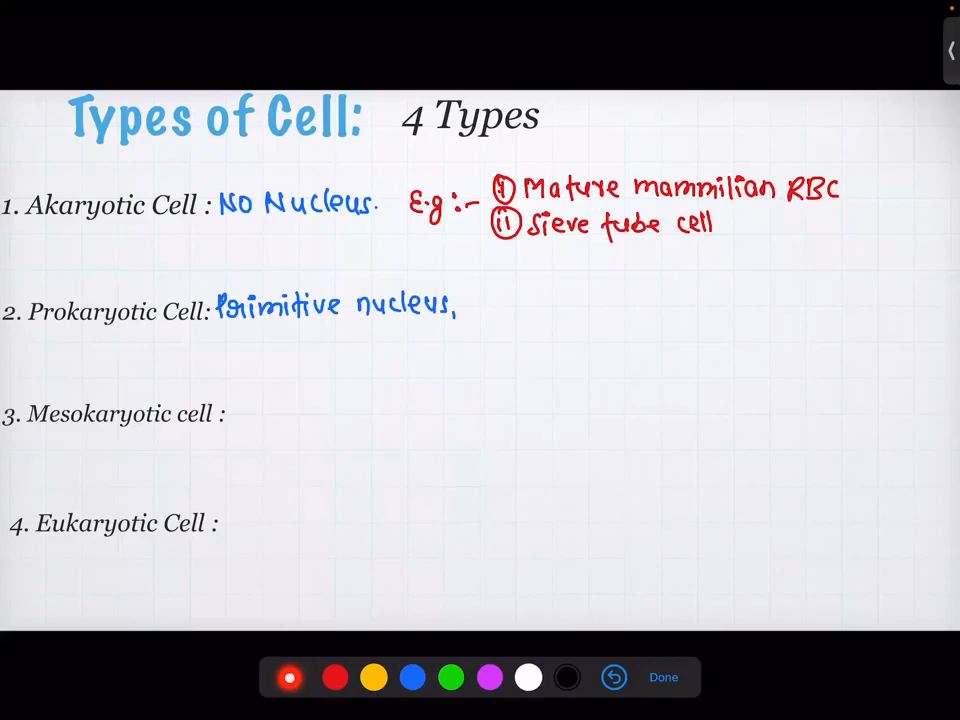 Types of Cell: 4 Types
1. Akaryotic Cell : No Nucleus. E.g :- (i) Mature mammilian RBC
(ii) Sieve tube cell
2. Prokaryotic Cell: Primitive nucleus,
3. Mesokaryotic cell :
4. Eukaryotic Cell :
Done